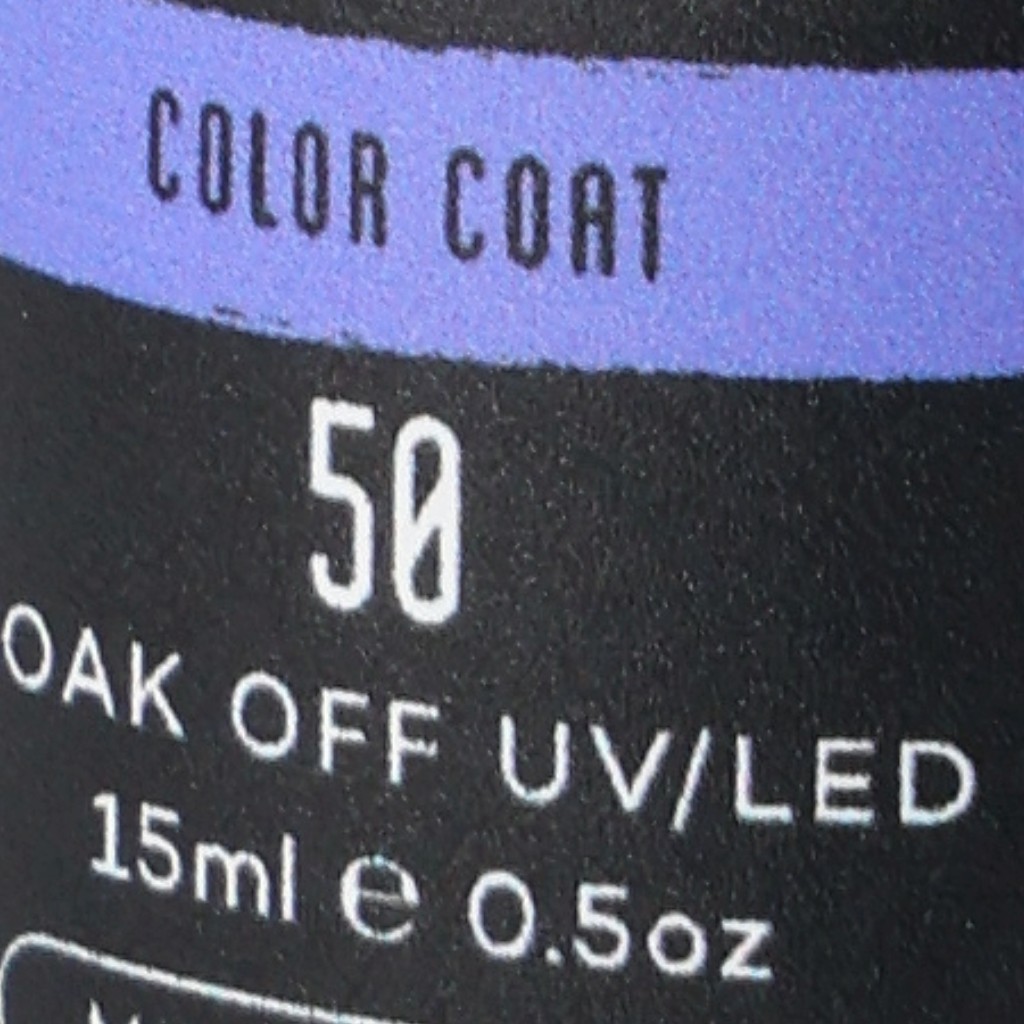 COLOR COAT
50
OAK OFF UV/LED
15ml ℮ 0.5oz